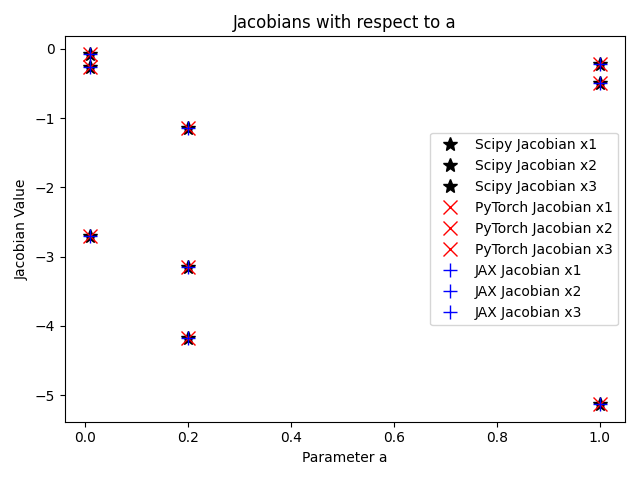 Jacobians with respect to a
0
−1
−2
−3
−4
−5
Jacobian Value
Scipy Jacobian x1
Scipy Jacobian x2
Scipy Jacobian x3
PyTorch Jacobian x1
PyTorch Jacobian x2
PyTorch Jacobian x3
JAX Jacobian x1
JAX Jacobian x2
JAX Jacobian x3
0.0 0.2 0.4 0.6 0.8 1.0
Parameter a